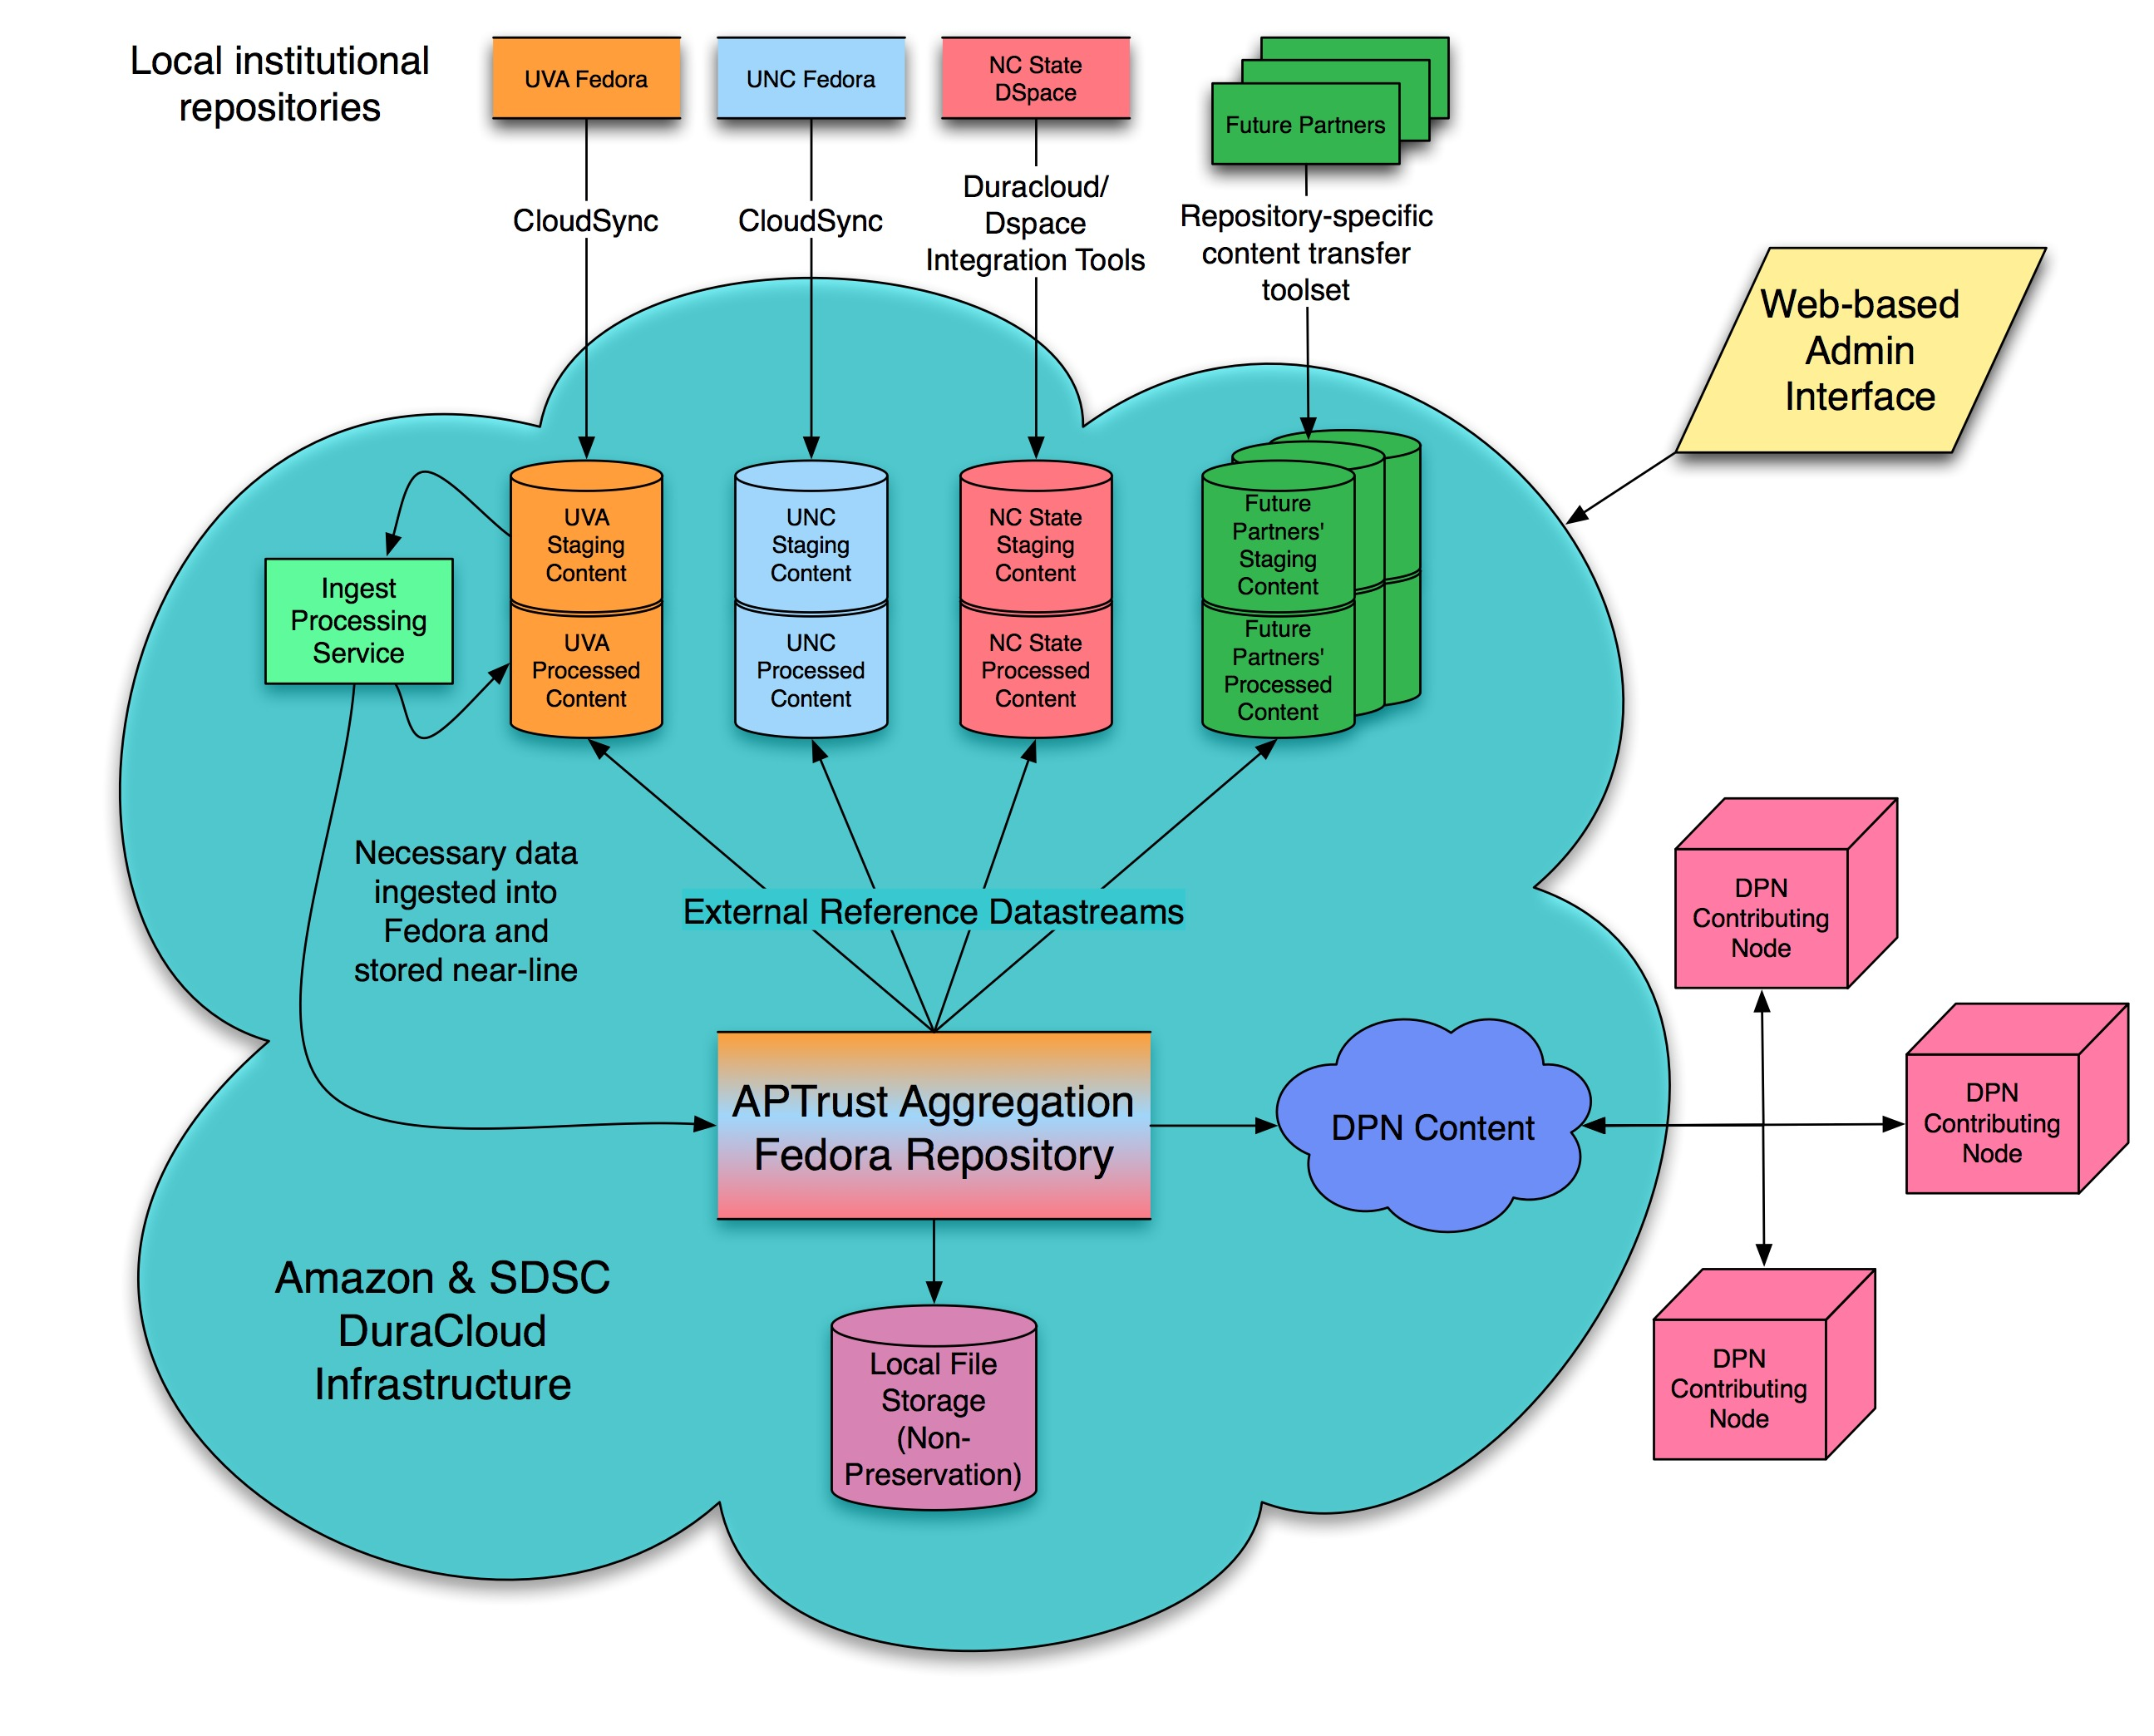 Local institutional
repositories
UVA Fedora
UNC Fedora
NC State
DSpace
Future Partners
CloudSync
CloudSync
Duracloud/
Dspace
Integration Tools
Repository-specific
content transfer
toolset
Web-based
Admin
Interface
UVA
Staging
Content
UNC
Staging
Content
NC State
Staging
Content
Future
Partners'
Staging
Content
Ingest
Processing
Service
UVA
Processed
Content
UNC
Processed
Content
NC State
Processed
Content
Future
Partners'
Processed
Content
Necessary data
ingested into
Fedora and
stored near-line
External Reference Datastreams
DPN
Contributing
Node
APTrust Aggregation
Fedora Repository
DPN Content
DPN
Contributing
Node
Amazon & SDSC
DuraCloud
Infrastructure
Local File
Storage
(Non-
Preservation)
DPN
Contributing
Node